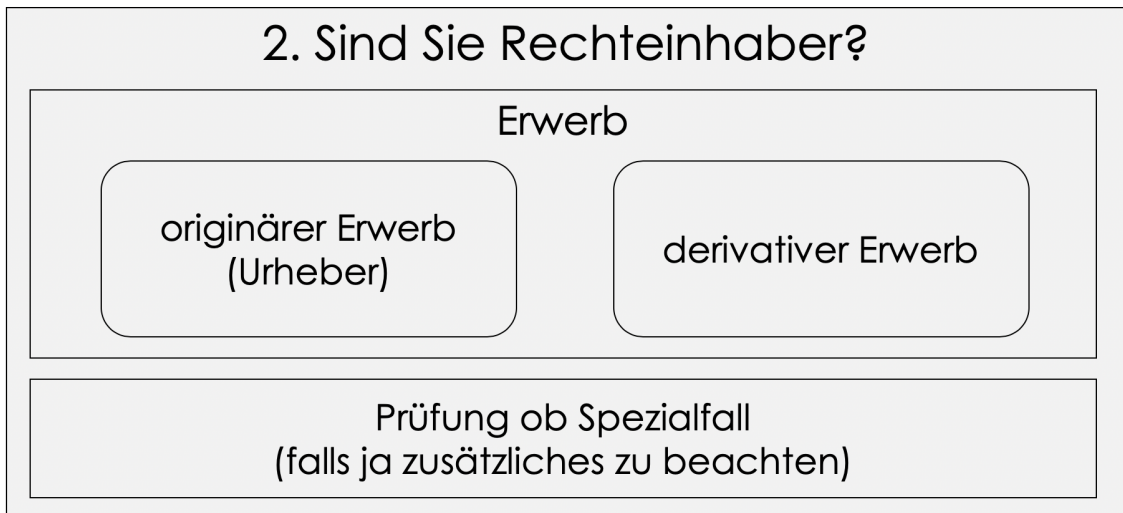 2. Sind Sie Rechteinhaber?
Erwerb
originärer Erwerb
(Urheber)
derivativer Erwerb
Prüfung ob Spezialfall
(falls ja zusätzliches zu beachten)